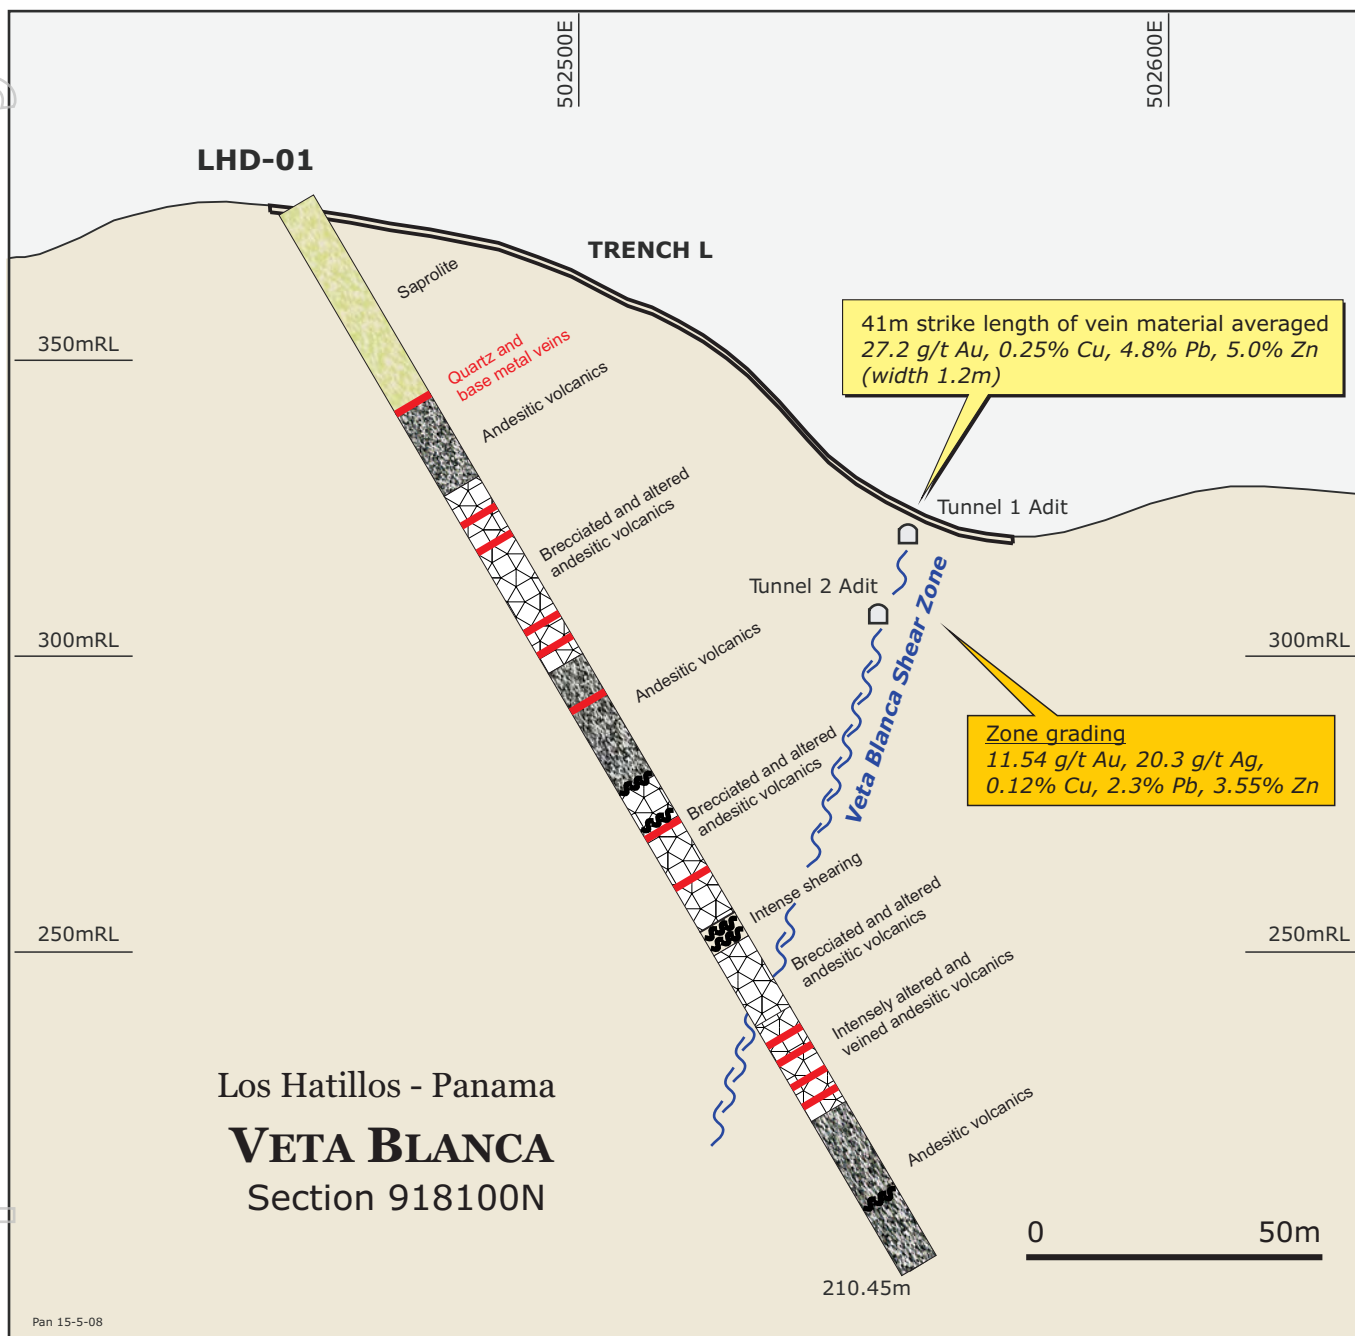 502500E
502600E
LHD-01
TRENCH L
Saprolite
350mRL
Quartz and
base metal veins
Andesitic volcanics
41m strike length of vein material averaged
27.2 g/t Au, 0.25% Cu, 4.8% Pb, 5.0% Zn
(width 1.2m)
Brecciated and altered
andesitic volcanics
Tunnel 1 Adit
Tunnel 2 Adit
Veta Blanca Shear Zone
300mRL
300mRL
Andesitic volcanics
Zone grading
11.54 g/t Au, 20.3 g/t Ag,
0.12% Cu, 2.3% Pb, 3.55% Zn
Brecciated and altered
andesitic volcanics
Intense shearing
250mRL
250mRL
Brecciated and altered
andesitic volcanics
Intensely altered and
veined andesitic volcanics
Andesitic volcanics
Los Hatillos - Panama
VETA BLANCA
Section 918100N
0 50m
210.45m
Pan 15-5-08